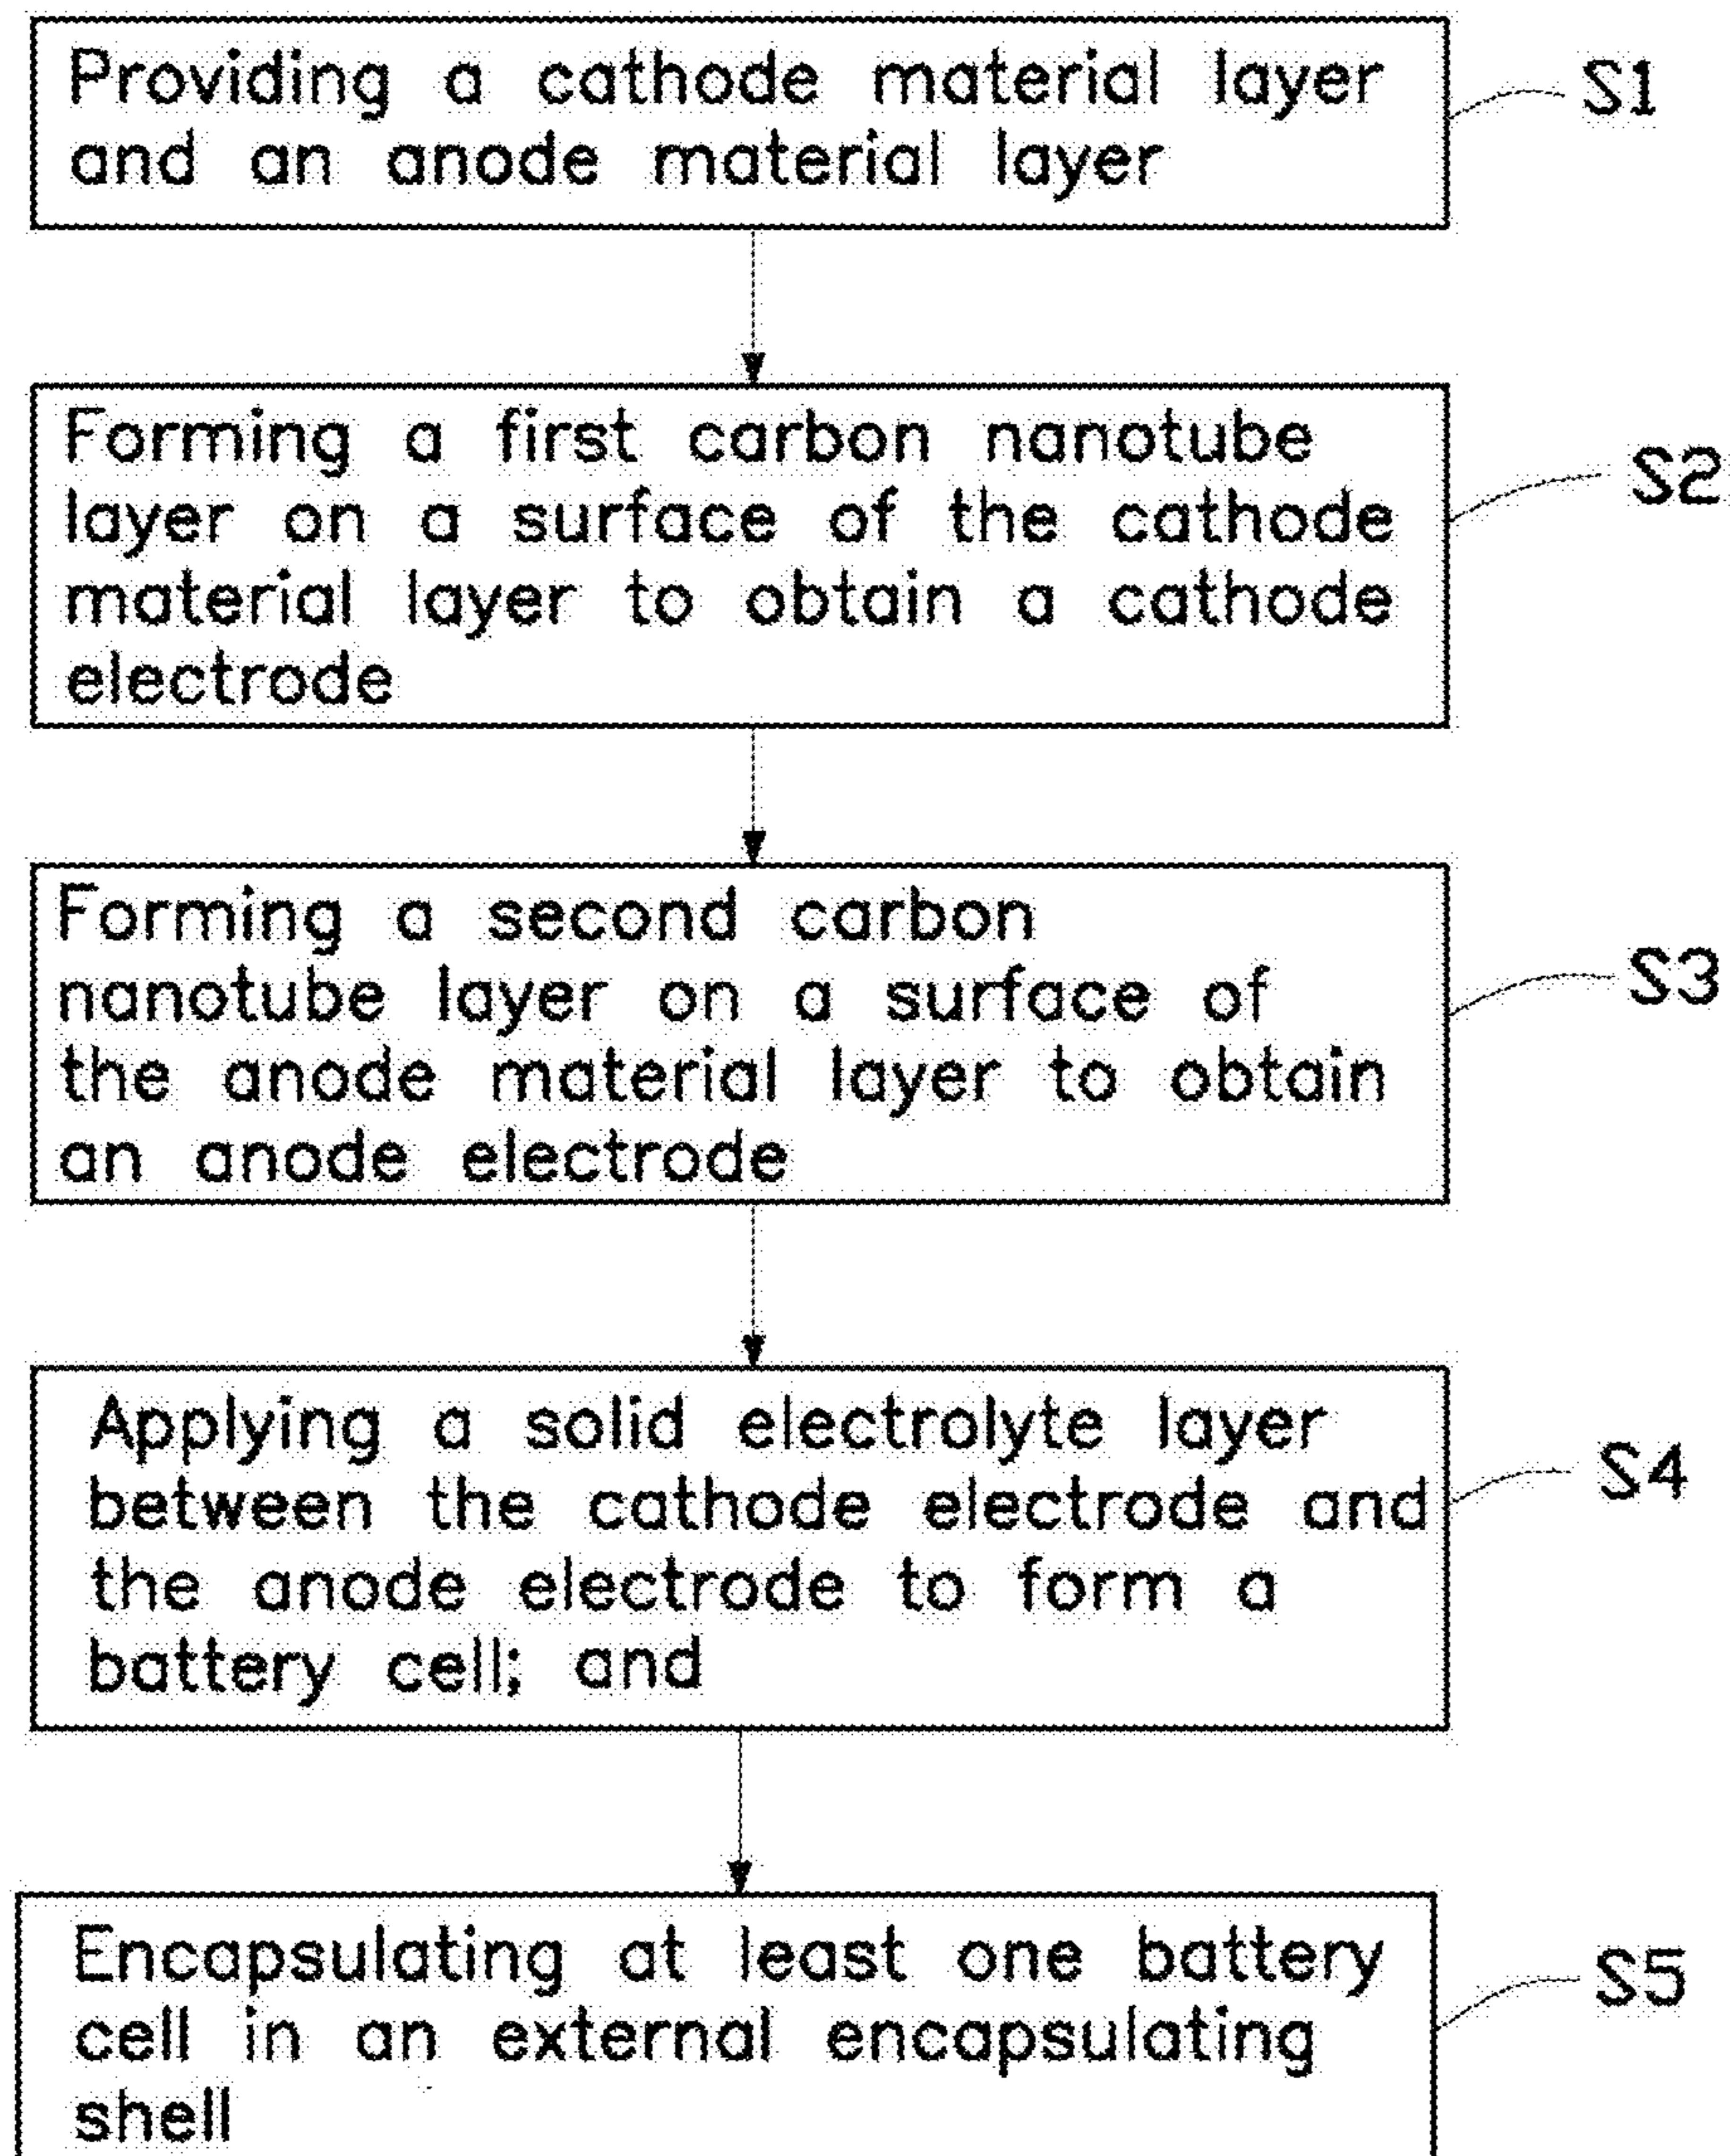 Providing a cathode material layer
and an anode material layer
S1
Forming a first carbon nanotube
layer on a surface of the cathode
material layer to obtain a cathode
electrode
S2
Forming a second carbon
nanotube layer on a surface of
the anode material layer to obtain
an anode electrode
S3
Applying a solid electrolyte layer
between the cathode electrode and
the anode electrode to form a
battery cell; and
S4
Encapsulating at least one battery
cell in an external encapsulating
shell
S5